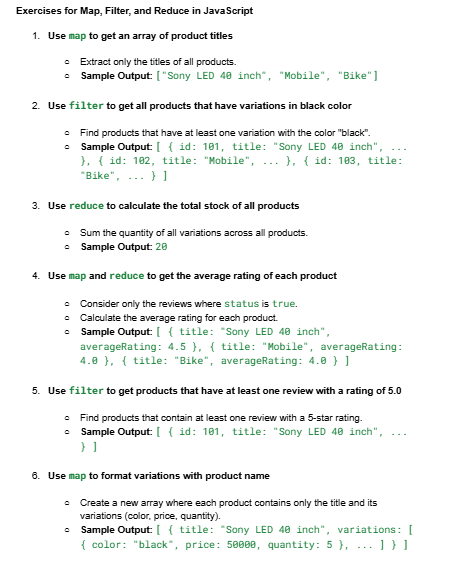 Exercises for Map, Filter, and Reduce in JavaScript
1. Use map to get an array of product titles
○ Extract only the titles of all products.
○ Sample Output: ["Sony LED 40 inch", "Mobile", "Bike"]
2. Use filter to get all products that have variations in black color
○ Find products that have at least one variation with the color "black".
○ Sample Output: [ { id: 101, title: "Sony LED 40 inch", ...
}, { id: 102, title: "Mobile", ... }, { id: 103, title:
"Bike", ... } ]
3. Use reduce to calculate the total stock of all products
○ Sum the quantity of all variations across all products.
○ Sample Output: 20
4. Use map and reduce to get the average rating of each product
○ Consider only the reviews where status is true.
○ Calculate the average rating for each product.
○ Sample Output: [ { title: "Sony LED 40 inch",
averageRating: 4.5 }, { title: "Mobile", averageRating:
4.0 }, { title: "Bike", averageRating: 4.0 } ]
5. Use filter to get products that have at least one review with a rating of 5.0
○ Find products that contain at least one review with a 5-star rating.
○ Sample Output: [ { id: 101, title: "Sony LED 40 inch", ...
} ]
6. Use map to format variations with product name
○ Create a new array where each product contains only the title and its
variations (color, price, quantity).
○ Sample Output: [ { title: "Sony LED 40 inch", variations: [
{ color: "black", price: 50000, quantity: 5 }, ... ] } ]